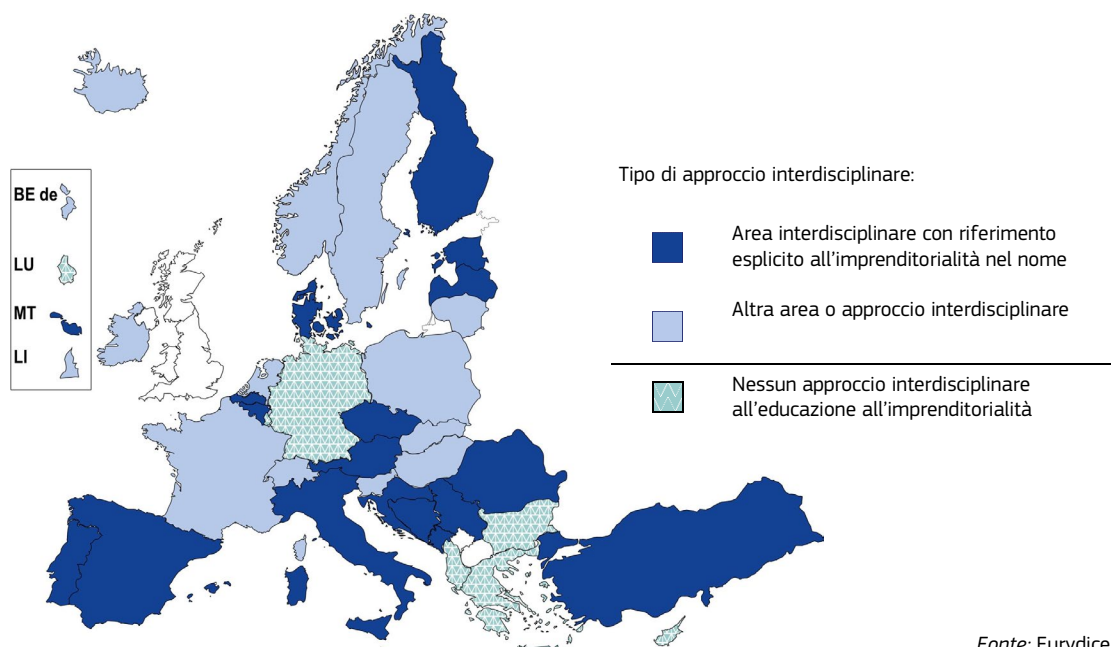 BE de
LU
MT
LI
Tipo di approccio interdisciplinare:
Area interdisciplinare con riferimento
esplicito all'imprenditorialità nel nome
Altra area o approccio interdisciplinare
Nessun approccio interdisciplinare
all'educazione all'imprenditorialità
Fonte: Eurydice